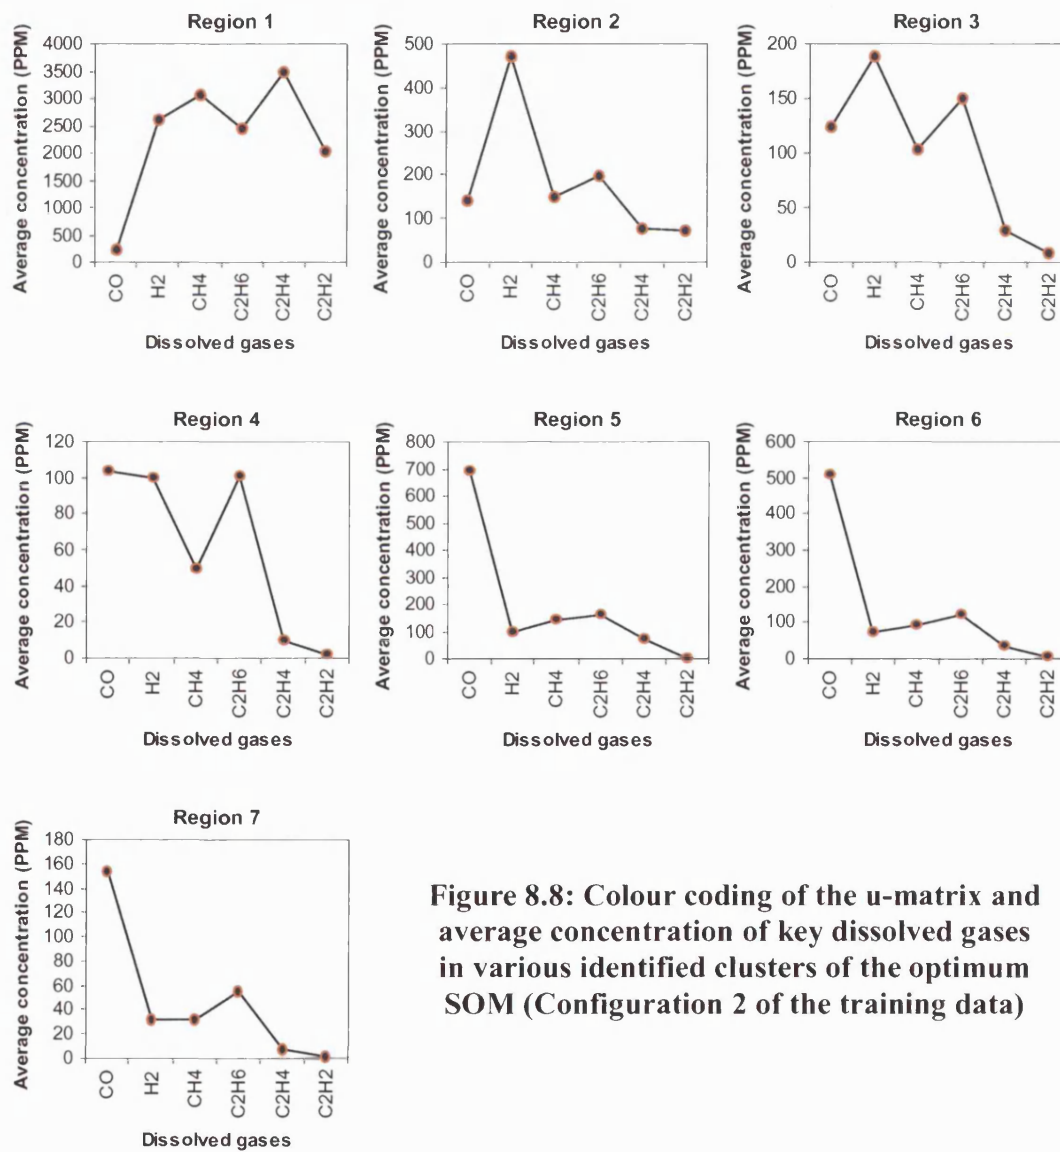 Region 1
Average concentration (PPM)
4000
3500
3000
2500
2000
1500
1000
500
0
CO
H2
CH4
C2H6
C2H4
C2H2
Dissolved gases
Region 2
Average concentration (PPM)
500
400
300
200
100
0
CO
H2
CH4
C2H6
C2H4
C2H2
Dissolved gases
Region 3
Average concentration (PPM)
200
150
100
50
0
CO
H2
CH4
C2H6
C2H4
C2H2
Dissolved gases
Region 4
Average concentration (PPM)
120
100
80
60
40
20
0
CO
H2
CH4
C2H6
C2H4
C2H2
Dissolved gases
Region 5
Average concentration (PPM)
800
700
600
500
400
300
200
100
0
CO
H2
CH4
C2H6
C2H4
C2H2
Dissolved gases
Region 6
Average concentration (PPM)
600
500
400
300
200
100
0
CO
H2
CH4
C2H6
C2H4
C2H2
Dissolved gases
Region 7
Average concentration (PPM)
180
160
140
120
100
80
60
40
20
0
CO
H2
CH4
C2H6
C2H4
C2H2
Dissolved gases
Figure 8.8: Colour coding of the u-matrix and
average concentration of key dissolved gases
in various identified clusters of the optimum
SOM (Configuration 2 of the training data)